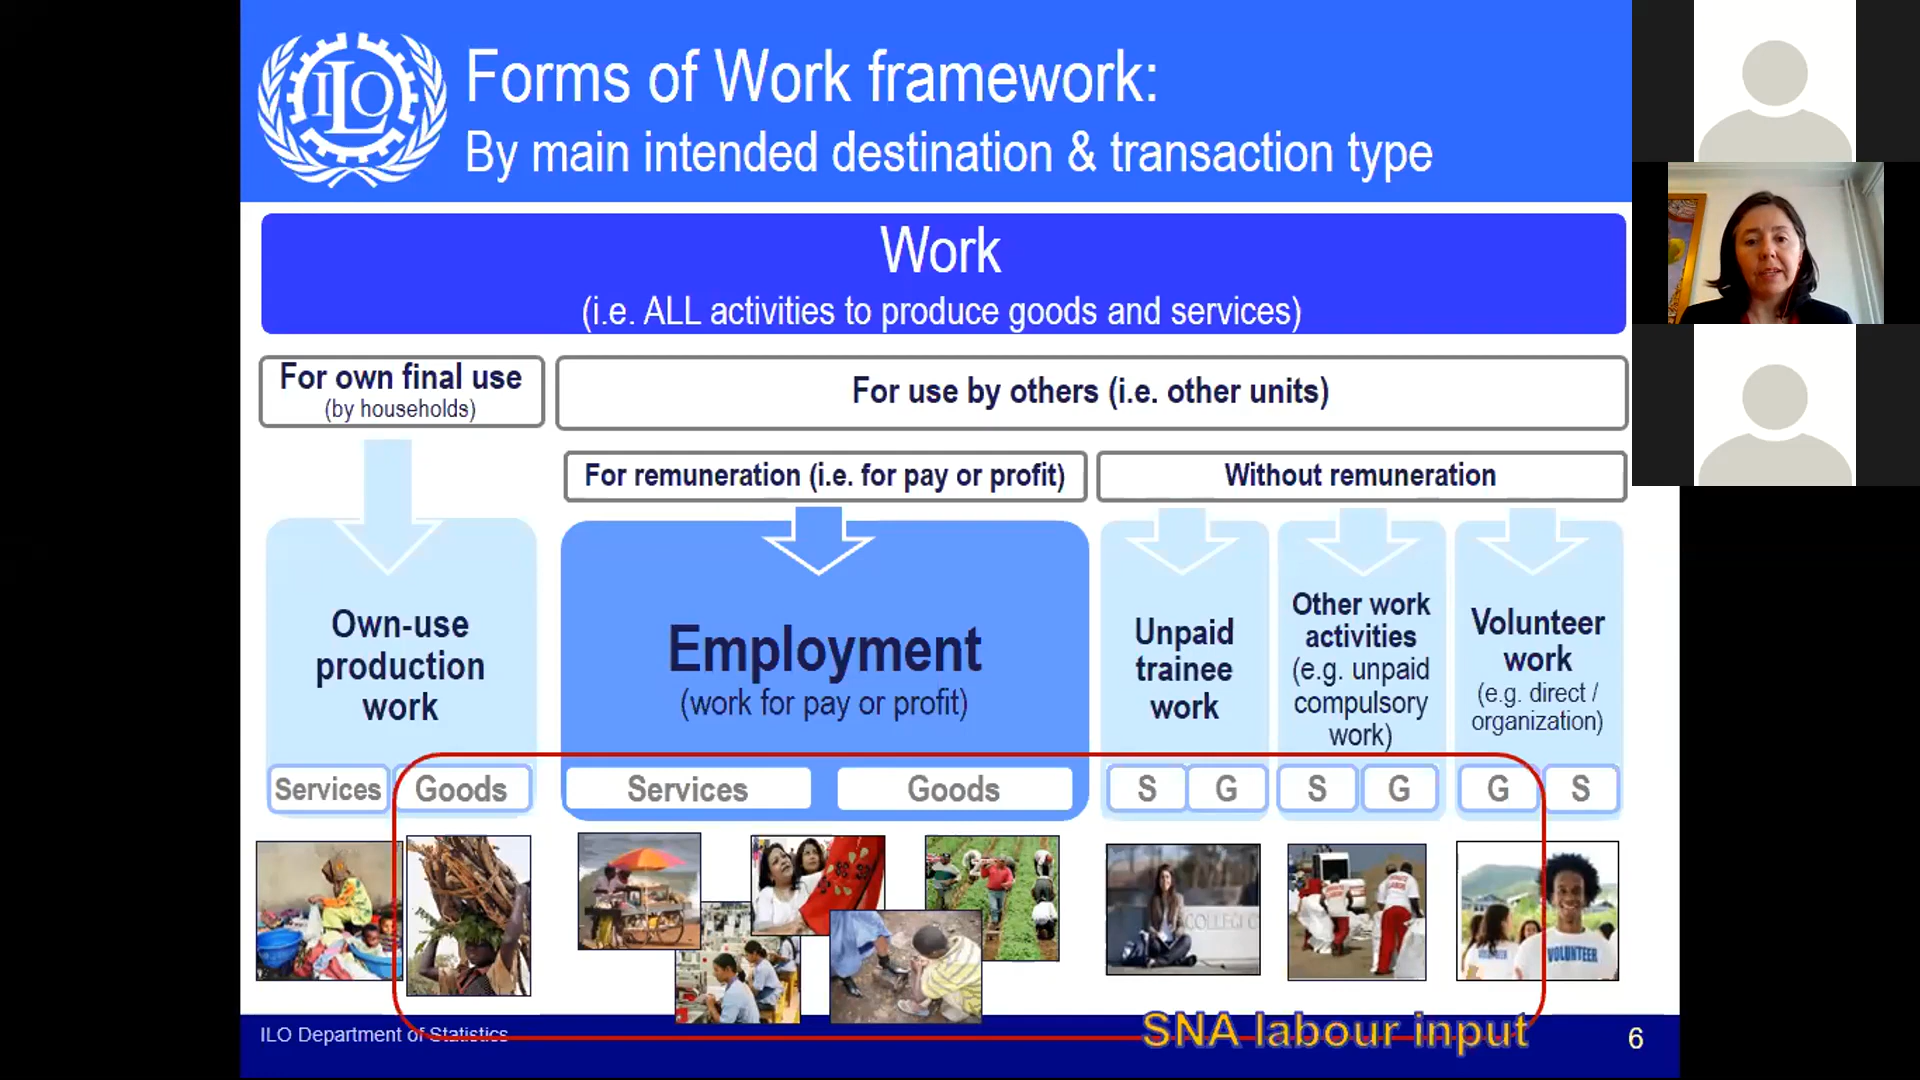 ILO
Forms of Work framework:
By main intended destination & transaction type
Work
(i.e. ALL activities to produce goods and services)
For own final use
(by households)
For use by others (i.e. other units)
For remuneration (i.e. for pay or profit)
Without remuneration
Own-use
production
work
Employment
(work for pay or profit)
Unpaid
trainee
work
Other work
activities
(e.g. unpaid
compulsory
work)
Volunteer
work
(e.g. direct /
organization)
Services
Goods
Services
Goods
S
G
S
G
G
S
VOLUNTEER
SNA labour input
ILO Department of Statistics
6